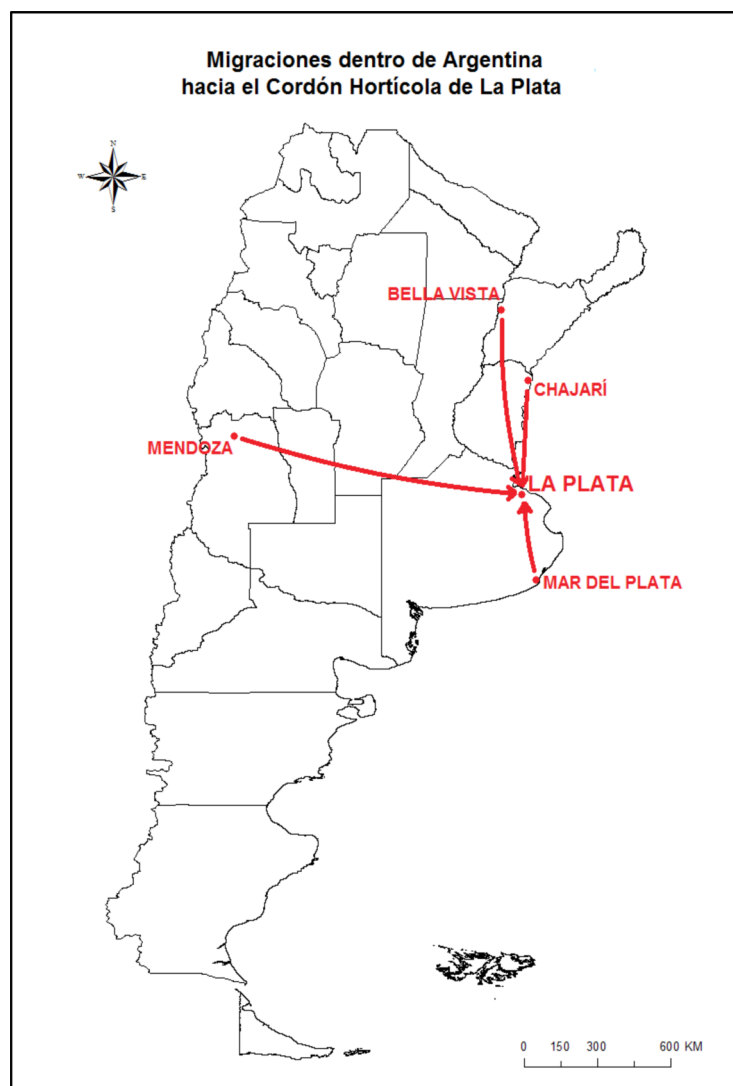 Migraciones dentro de Argentina
hacia el Cordón Hortícola de La Plata
N
W
E
S
BELLA VISTA
CHAJARÍ
MENDOZA
LA PLATA
MAR DEL PLATA
0 150 300 600 KM